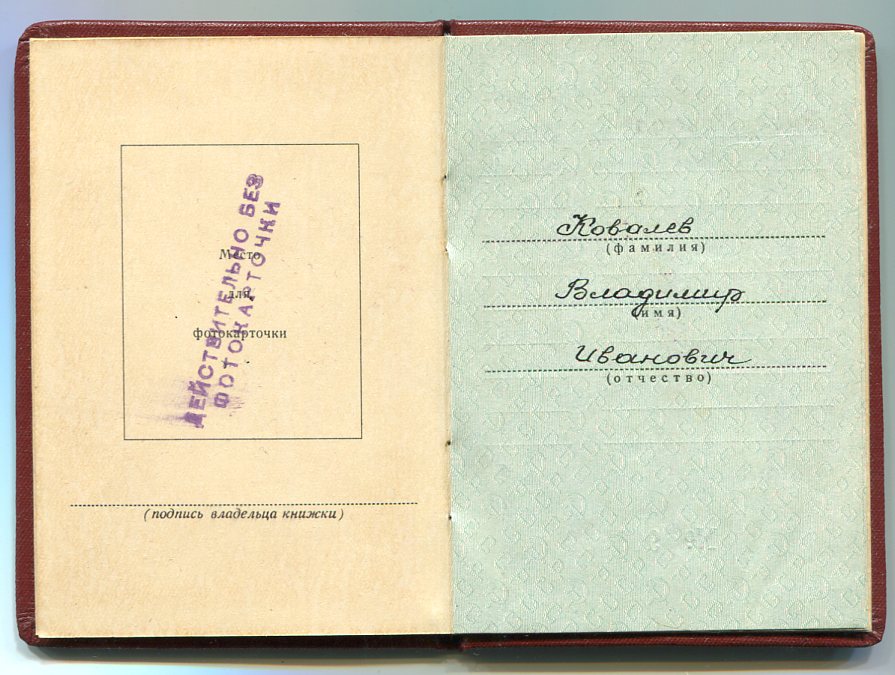 Место
для
фотокарточки
ДЕЙСТВИТЕЛЬНО БЕЗ
ФОТОКАРТОЧКИ
(подпись владельца книжки)
Ковалев
(фамилия)
Владимир
(имя)
Иванович
(отчество)